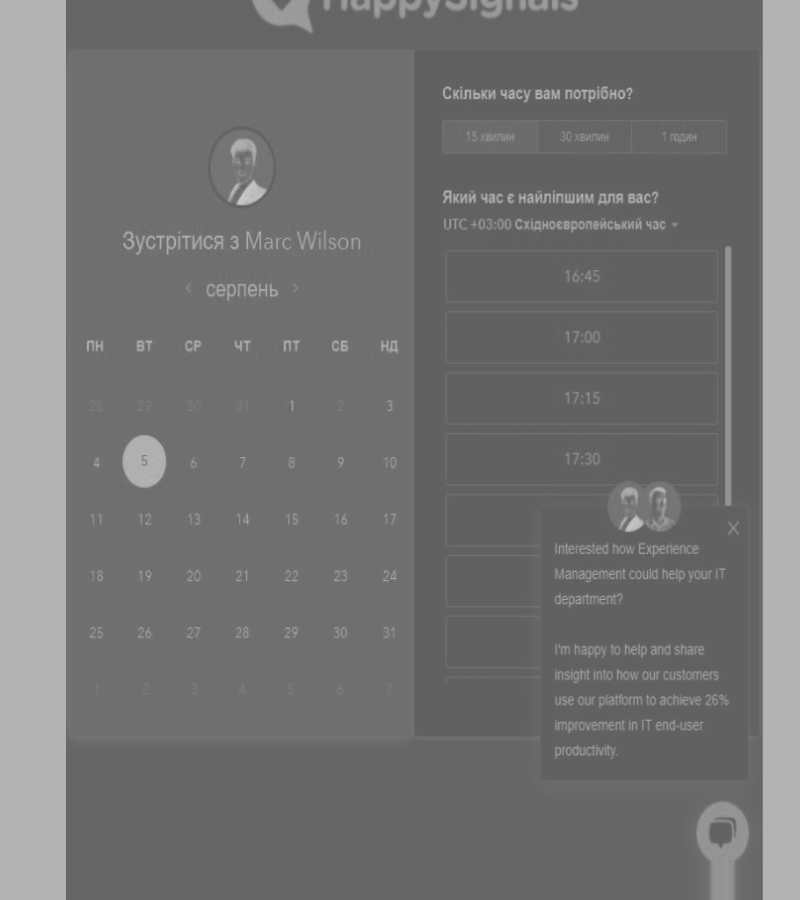 HappySignals
Зустрітися з Marc Wilson
серпень
ПН ВТ СР ЧТ ПТ СБ НД
28 29 30 31 1 2 3
4 5 6 7 8 9 10
11 12 13 14 15 16 17
18 19 20 21 22 23 24
25 26 27 28 29 30 31
1 2 3 4 5 6 7
Скільки часу вам потрібно?
15 хвилин 30 хвилин 1 годин
Який час є найліпшим для вас?
UTC +03:00 Східноєвропейський час
16:45
17:00
17:15
17:30
Interested how Experience
Management could help your IT
department?
I'm happy to help and share
insight into how our customers
use our platform to achieve 26%
improvement in IT end-user
productivity.